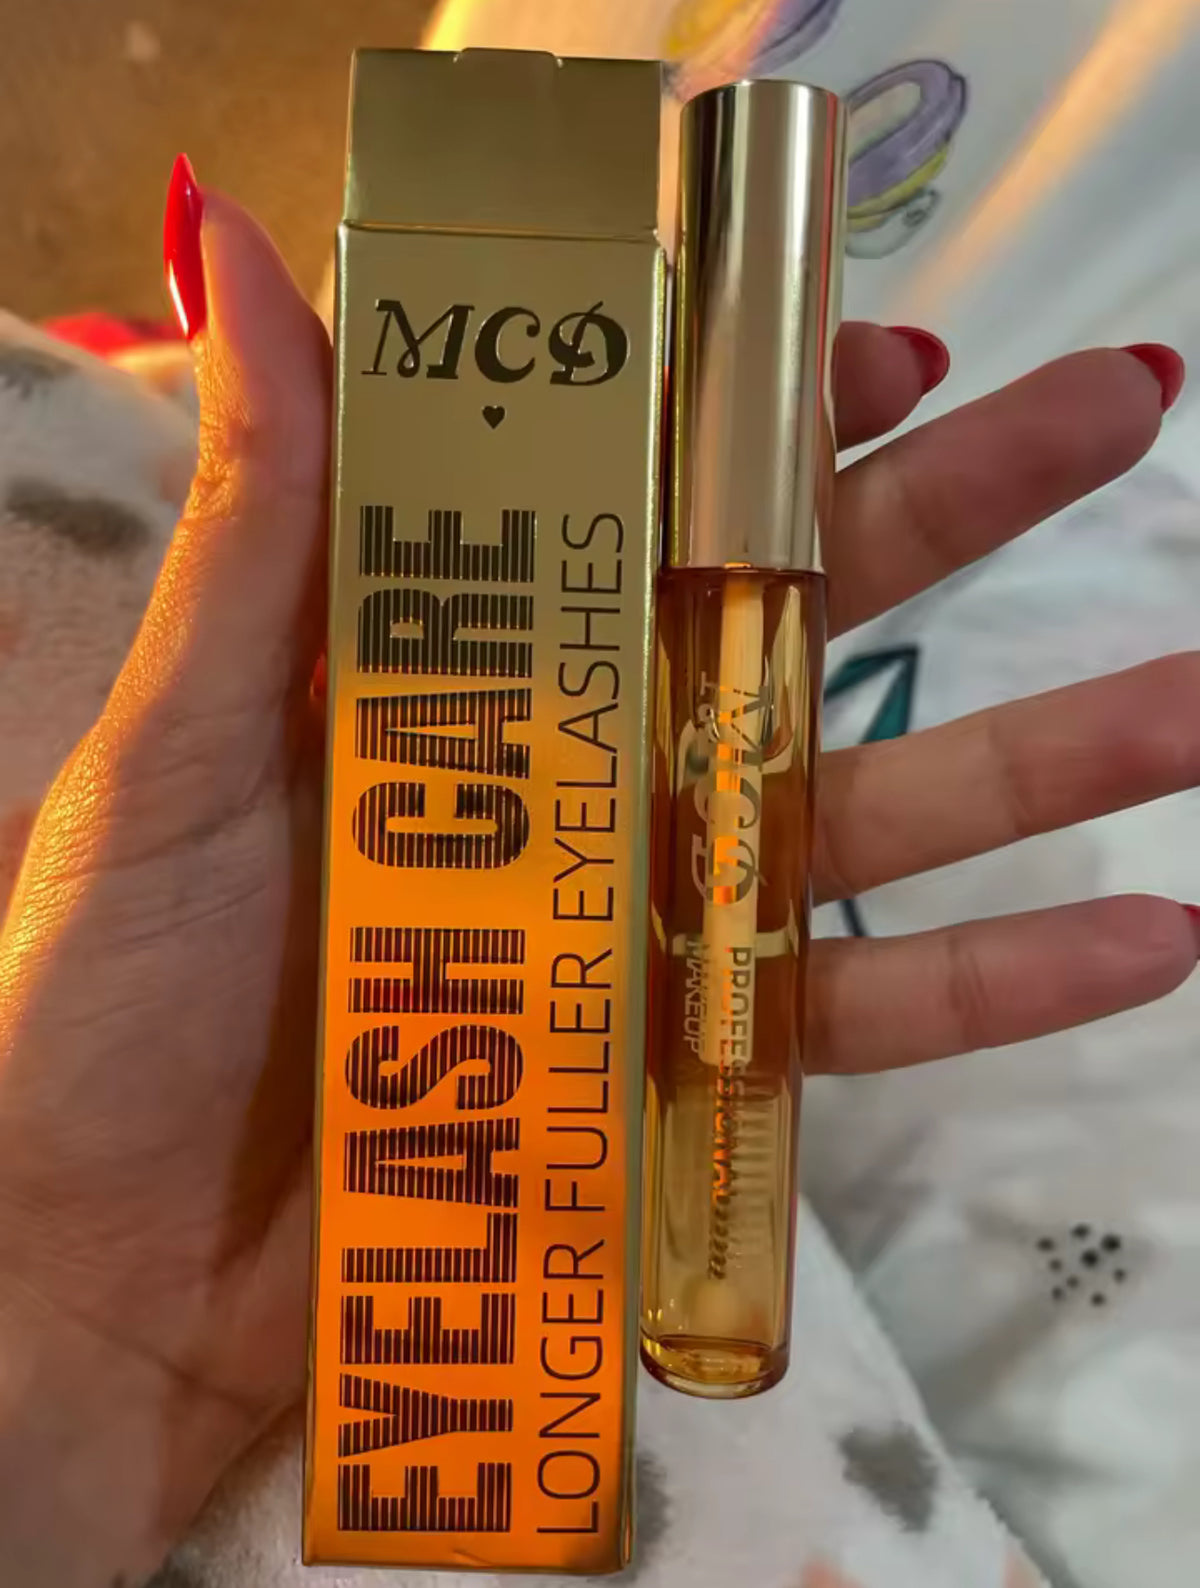 MCD
EYELASH CARE
LONGER FULLER EYELASHES
MCD
PROFESSIONAL
MAKEUP